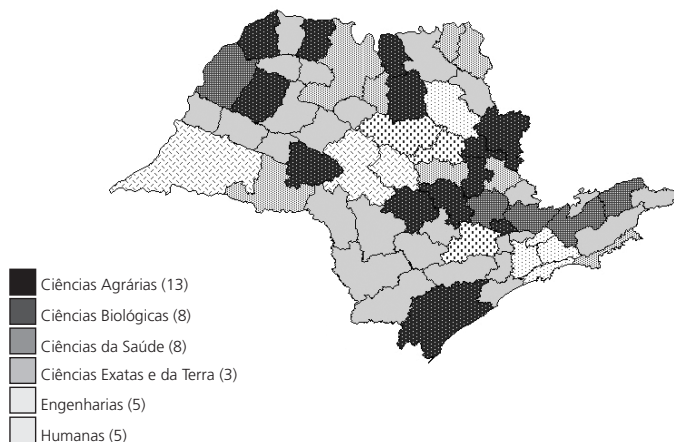 Ciências Agrárias (13)
Ciências Biológicas (8)
Ciências da Saúde (8)
Ciências Exatas e da Terra (3)
Engenharias (5)
Humanas (5)